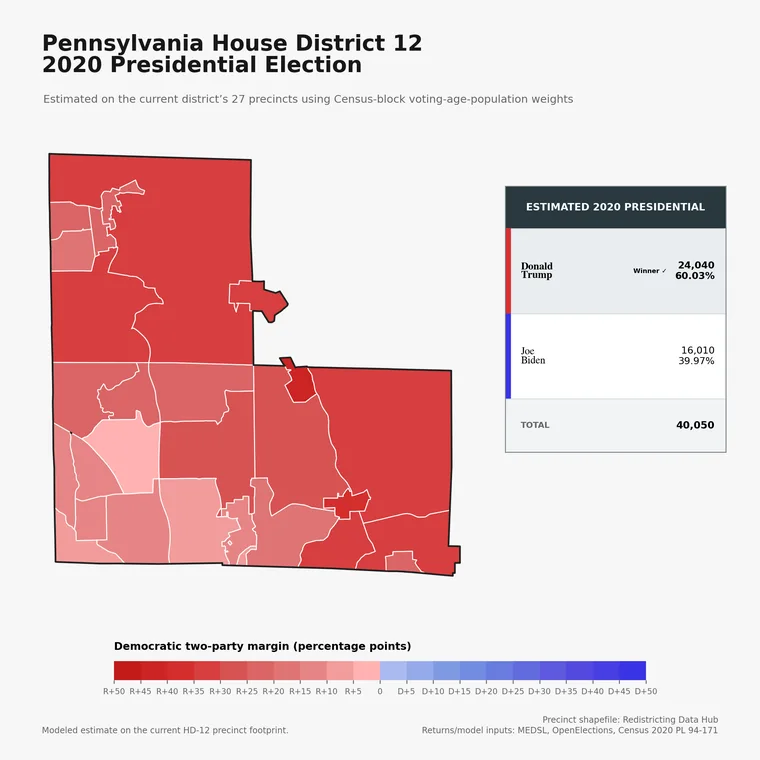 Pennsylvania House District 12
2020 Presidential Election
Estimated on the current district’s 27 precincts using Census-block voting-age-population weights
ESTIMATED 2020 PRESIDENTIAL
Donald
Trump
Winner ✓
24,040
60.03%
Joe
Biden
16,010
39.97%
TOTAL
40,050
Democratic two-party margin (percentage points)
R+50 R+45 R+40 R+35 R+30 R+25 R+20 R+15 R+10 R+5 0 D+5 D+10 D+15 D+20 D+25 D+30 D+35 D+40 D+45 D+50
Modeled estimate on the current HD-12 precinct footprint.
Precinct shapefile: Redistricting Data Hub
Returns/model inputs: MEDSL, OpenElections, Census 2020 PL 94-171